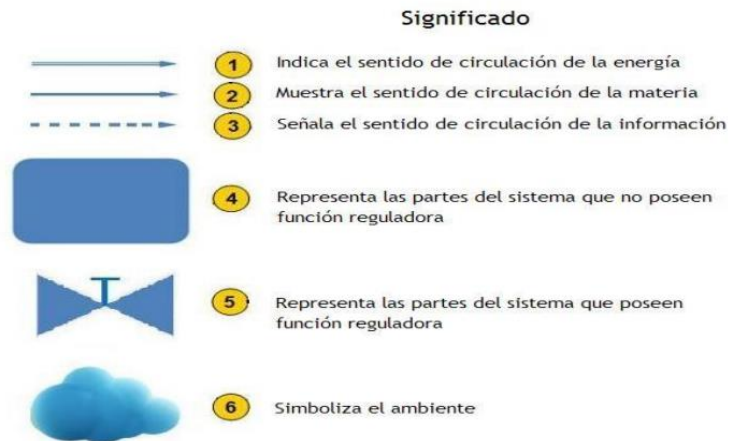 Significado
1 Indica el sentido de circulación de la energía
2 Muestra el sentido de circulación de la materia
3 Señala el sentido de circulación de la información
4 Representa las partes del sistema que no poseen
función reguladora
5 Representa las partes del sistema que poseen
función reguladora
6 Simboliza el ambiente